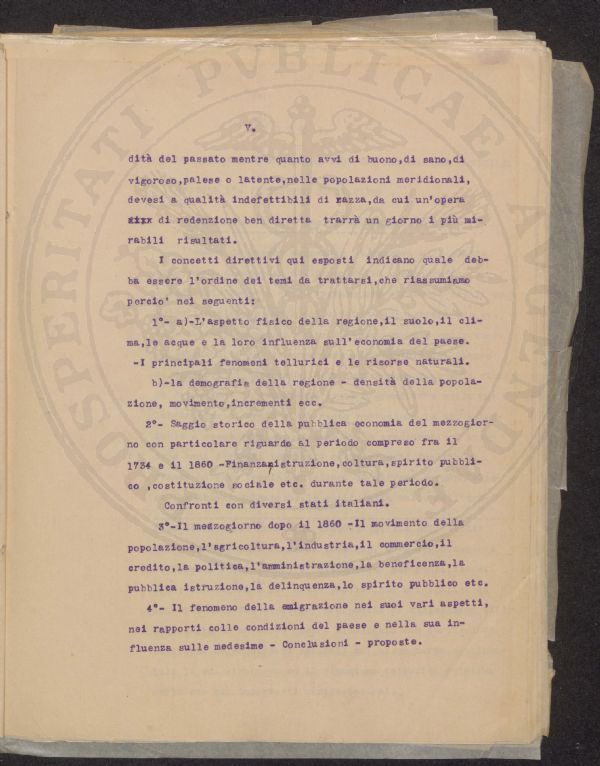 V.
dità del passato mentre quanto avvi di buono,di sano,di
vigoroso,palese o latente,nelle popolazioni meridionali,
devesi a qualità indefettibili di razza,da cui un'opera
di redenzione ben diretta trarrà un giorno i più mi-
rabili risultati.
I concetti direttivi qui esposti indicano quale deb-
ba essere l'ordine dei temi da trattarsi,che riassumiamo
percio' nei seguenti:
1°- a)-L'aspetto fisico della regione,il suolo,il cli-
ma,le acque e la loro influenza sull'economia del paese.
-I principali fenomeni tellurici e le risorse naturali.
b)-la demografia della regione - densità della popola-
zione, movimento,incrementi ecc.
2°- Saggio storico della pubblica economia del mezzogior-
no con particolare riguardo al periodo compreso fra il
1734 e il 1860 -Finanza,istruzione,coltura,spirito pubbli-
co ,costituzione sociale etc. durante tale periodo.
Confronti con diversi stati italiani.
3°-Il mezzogiorno dopo il 1860 -Il movimento della
popolazione,l'agricoltura,l'industria,il commercio,il
credito,la politica,l'amministrazione,la beneficenza,la
pubblica istruzione,la delinquenza,lo spirito pubblico etc.
4°- Il fenomeno della emigrazione nei suoi vari aspetti,
nei rapporti colle condizioni del paese e nella sua in-
fluenza sulle medesime - Conclusioni - proposte.
PROSPERITATI PVBLICAE AVGENDAE